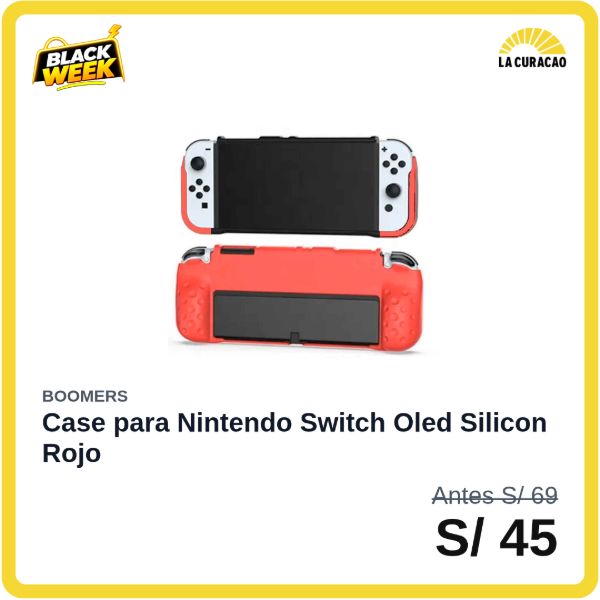 BLACK
WEEK
LA CURACAO
BOOMERS
Case para Nintendo Switch Oled Silicon
Rojo
Antes S/ 69
S/ 45